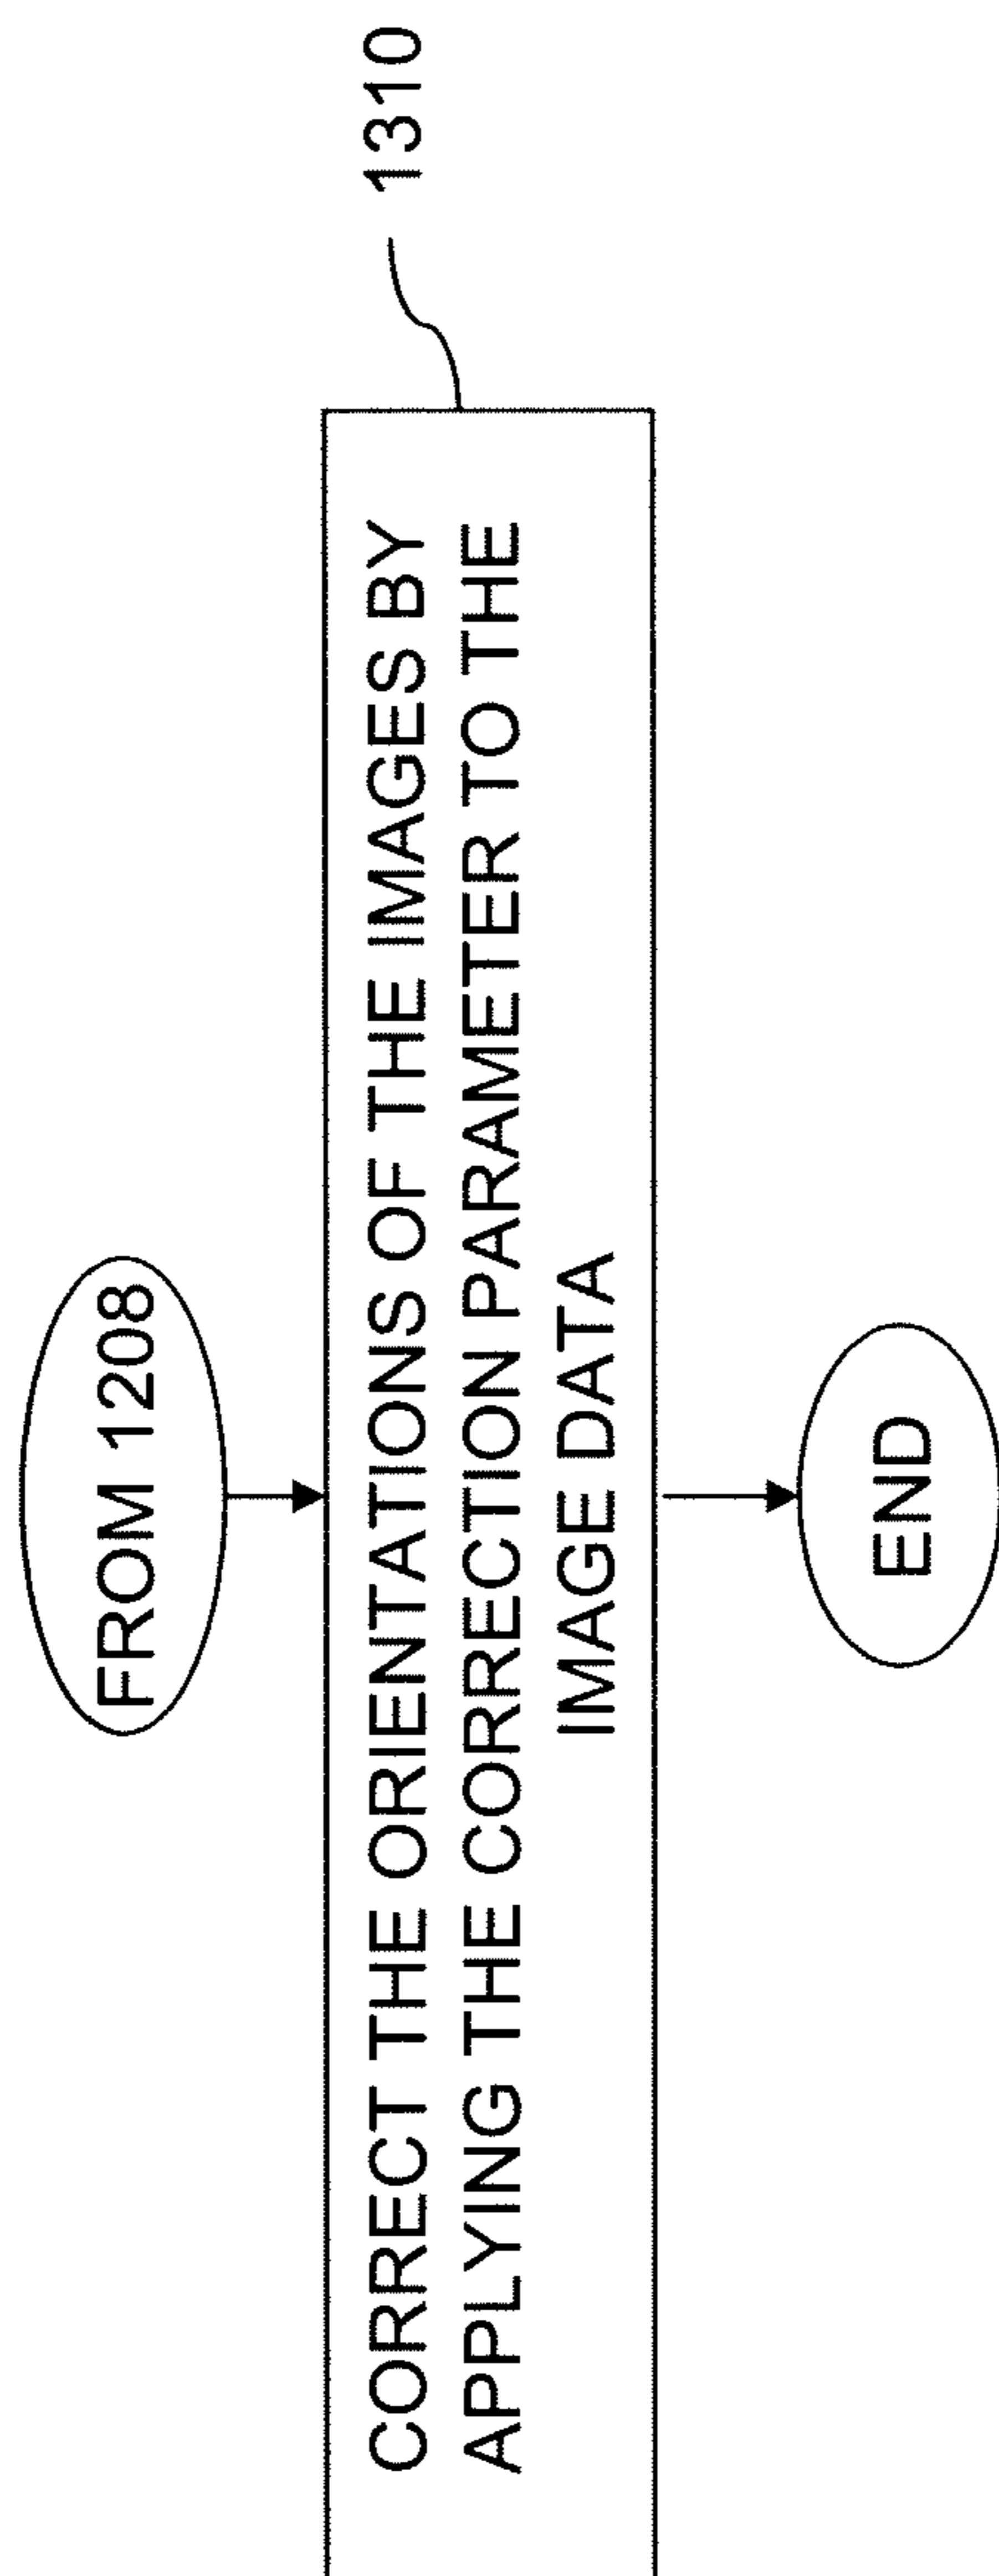 FROM 1208
CORRECT THE ORIENTATIONS OF THE IMAGES BY
APPLYING THE CORRECTION PARAMETER TO THE
IMAGE DATA
1310
END